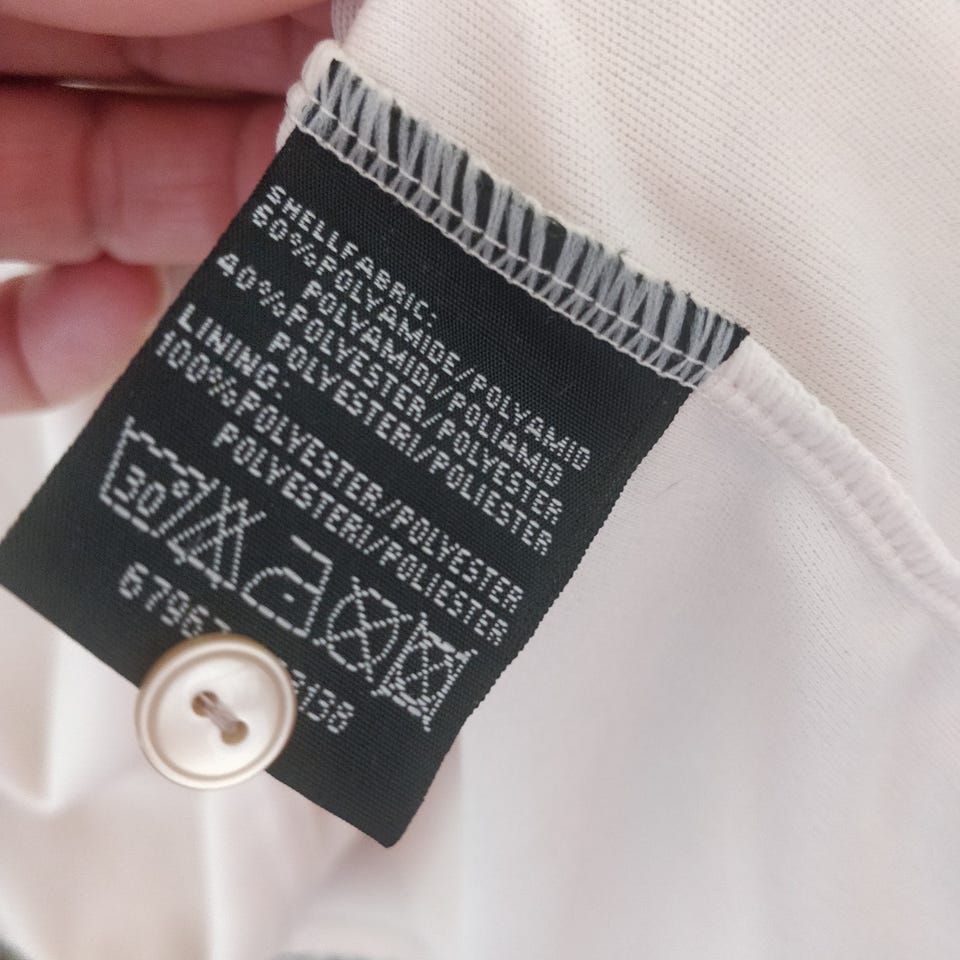 SHELLFABRIC:
60%POLYAMIDE/POLYAMID
POLYAMIDI/POLIAMID
40%POLYESTER/POLYESTER
POLYESTERI/POLIESTER
LINING:
100%POLYESTER/POLYESTER
POLYESTERI/POLIESTER
30°